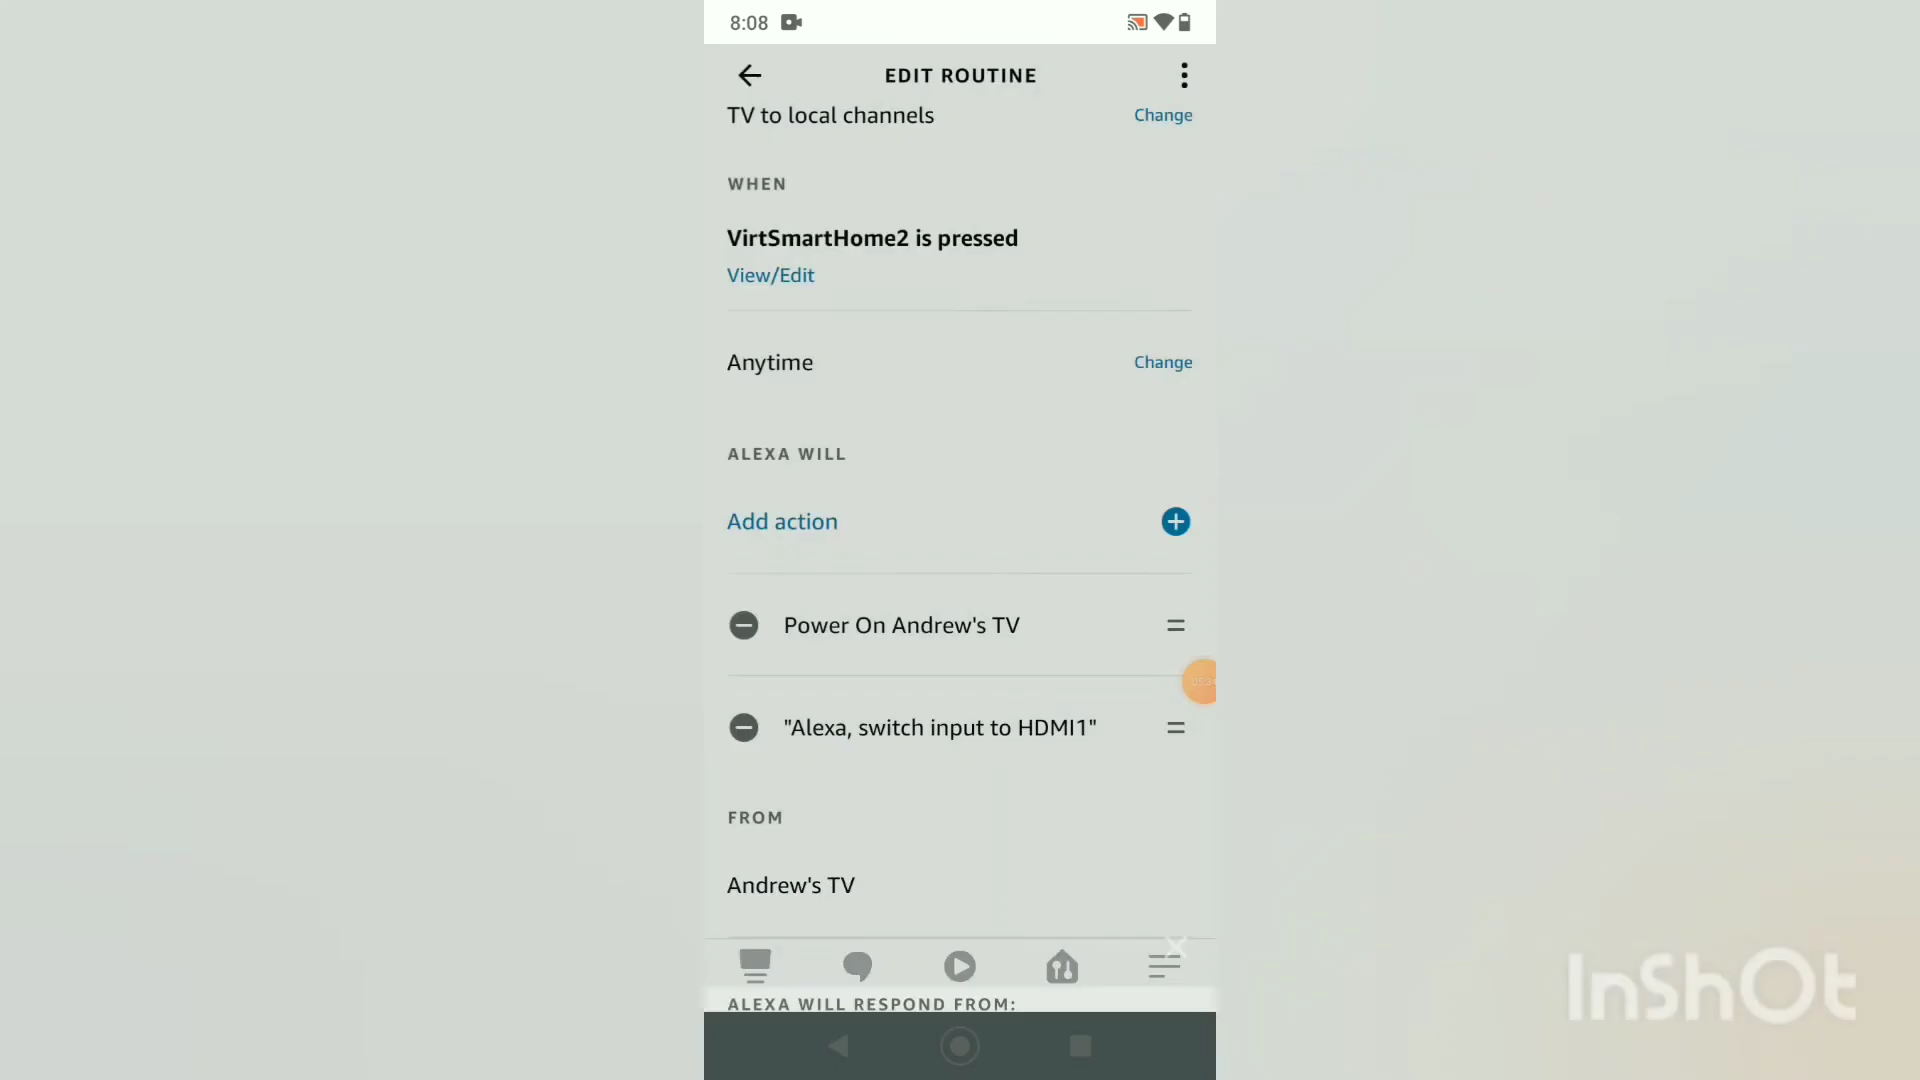 8:08
EDIT ROUTINE
TV to local channels
Change
WHEN
VirtSmartHome2 is pressed
View/Edit
Anytime
Change
ALEXA WILL
Add action
Power On Andrew's TV
"Alexa, switch input to HDMI1"
FROM
Andrew's TV
ALEXA WILL RESPOND FROM:
InShOt